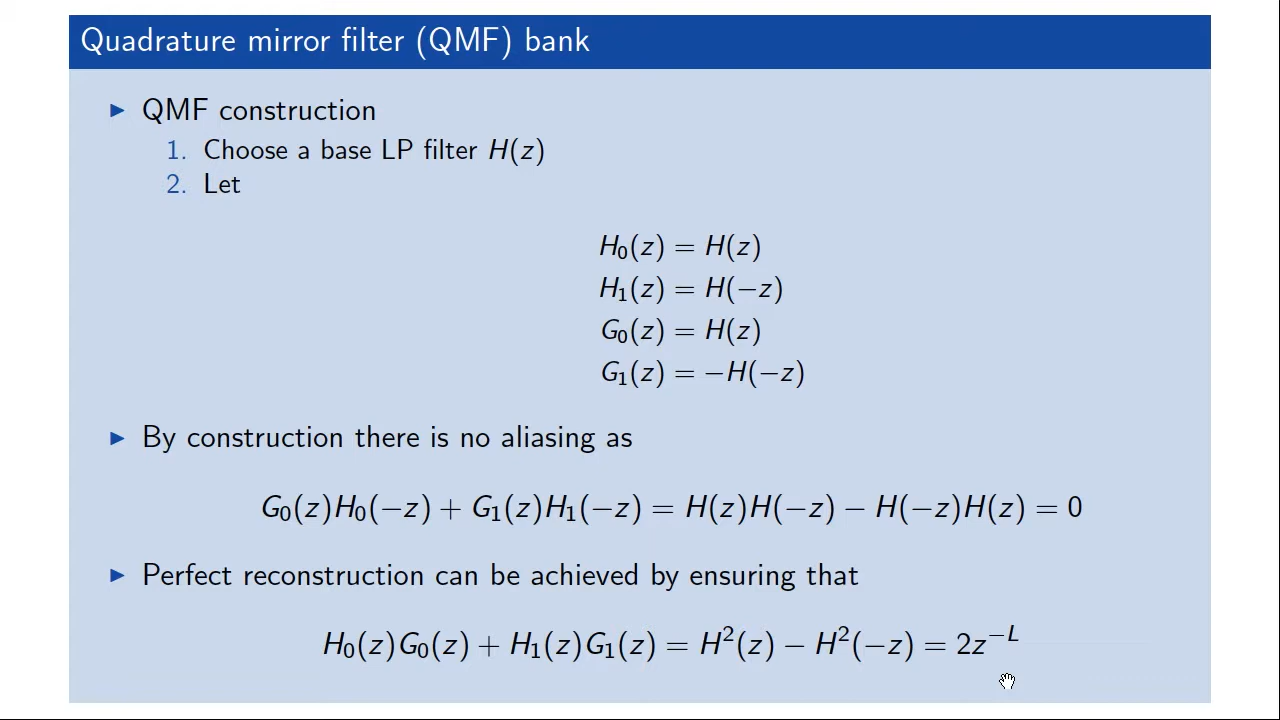 Quadrature mirror filter (QMF) bank
▶ QMF construction
1. Choose a base LP filter H(z)
2. Let
H₀(z) = H(z)
H₁(z) = H(−z)
G₀(z) = H(z)
G₁(z) = −H(−z)
▶ By construction there is no aliasing as
G₀(z)H₀(−z) + G₁(z)H₁(−z) = H(z)H(−z) − H(−z)H(z) = 0
▶ Perfect reconstruction can be achieved by ensuring that
H₀(z)G₀(z) + H₁(z)G₁(z) = H²(z) − H²(−z) = 2z⁻ᴸ